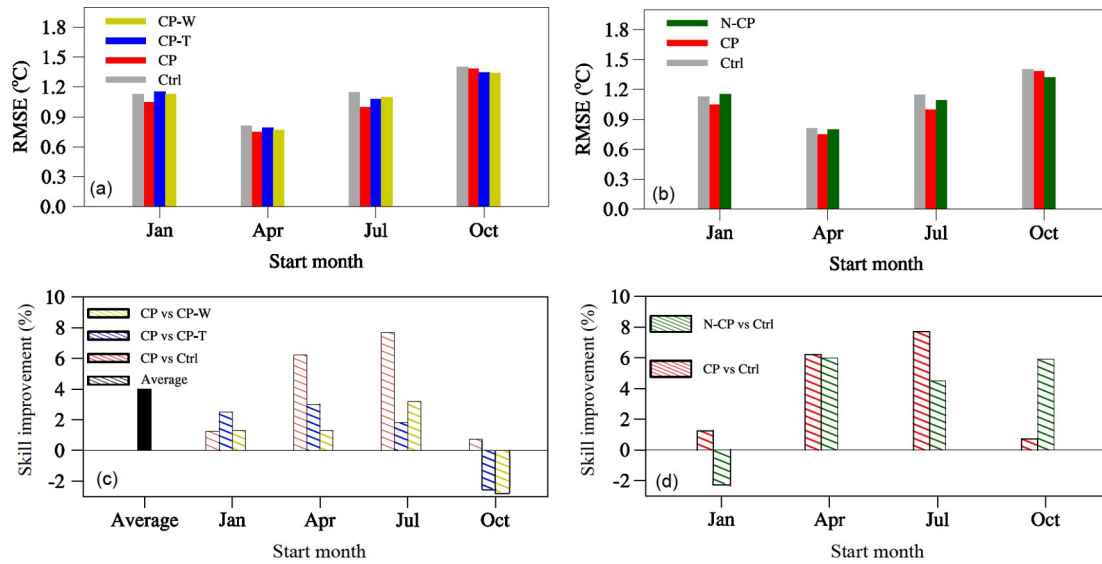 CP-W
CP-T
CP
Ctrl
1.8
1.5
1.2
0.9
0.6
0.3
0.0
RMSE (ºC)
(a)
Jan Apr Jul Oct
Start month
N-CP
CP
Ctrl
1.8
1.5
1.2
0.9
0.6
0.3
0.0
RMSE (ºC)
(b)
Jan Apr Jul Oct
Start month
CP vs CP-W
CP vs CP-T
CP vs Ctrl
Average
10
8
6
4
2
0
-2
Skill improvement (%)
(c)
Average Jan Apr Jul Oct
Start month
N-CP vs Ctrl
CP vs Ctrl
10
8
6
4
2
0
-2
Skill improvement (%)
(d)
Jan Apr Jul Oct
Start month